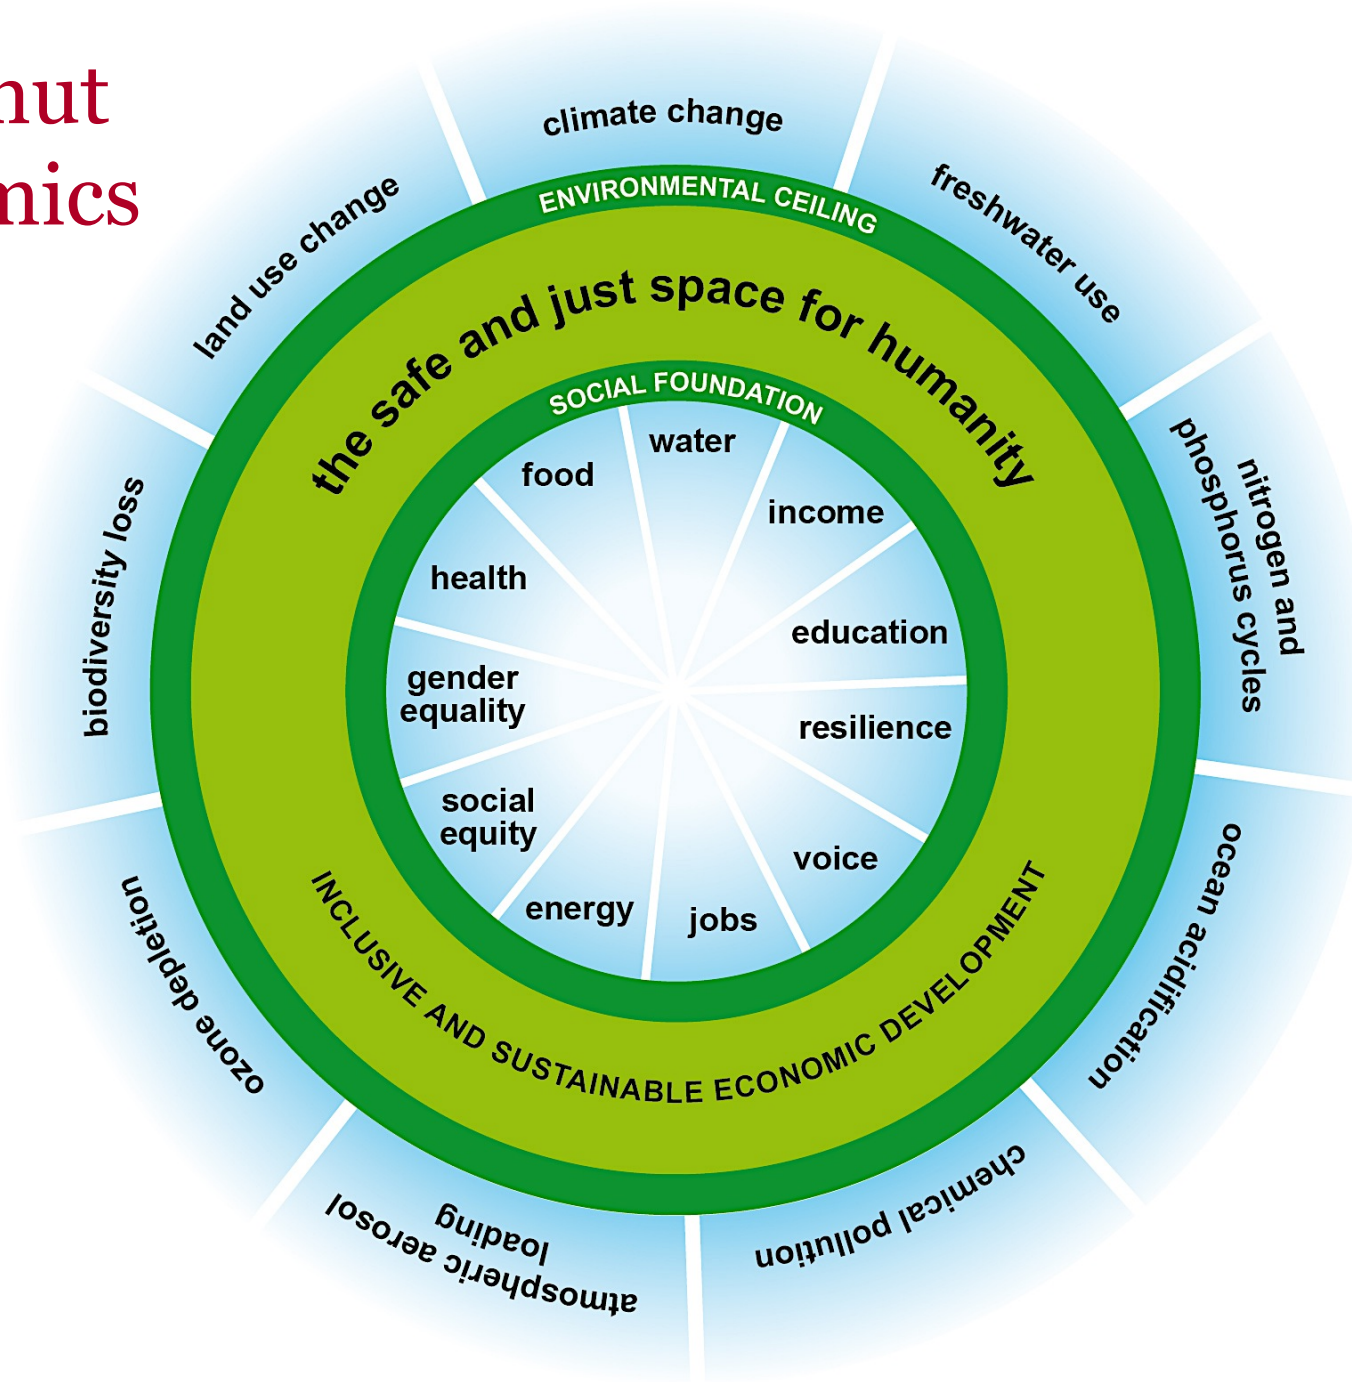 nut
mics
climate change
freshwater use
nitrogen and
phosphorus cycles
ocean acidification
chemical pollution
atmospheric aerosol
loading
ozone depletion
biodiversity loss
land use change
ENVIRONMENTAL CEILING
the safe and just space for humanity
SOCIAL FOUNDATION
water
income
education
resilience
voice
jobs
energy
social
equity
gender
equality
health
food
INCLUSIVE AND SUSTAINABLE ECONOMIC DEVELOPMENT